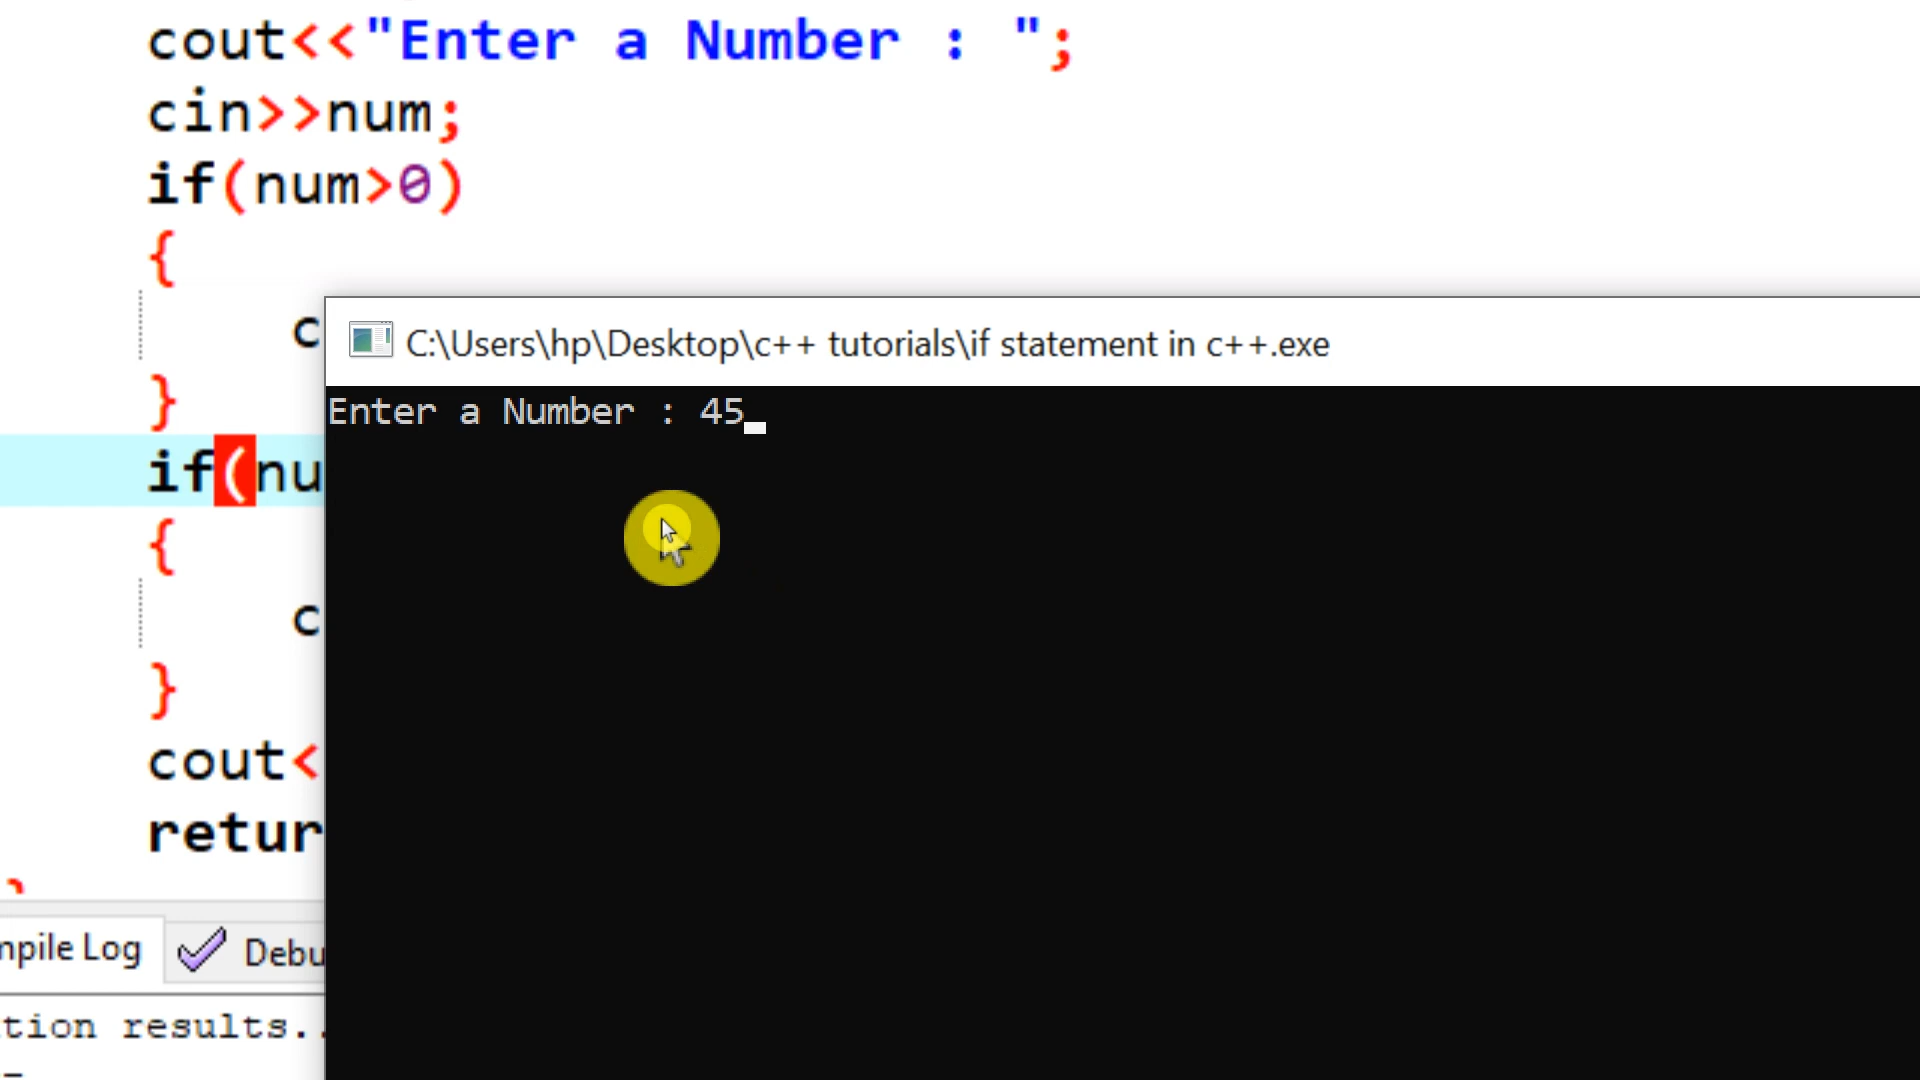 cout<<"Enter a Number : ";
cin>>num;
if(num>0)
{
c
C:\Users\hp\Desktop\c++ tutorials\if statement in c++.exe
}
Enter a Number : 45
if(nu
{
c
}
cout<
retur
mpile Log
Debu
tion results..